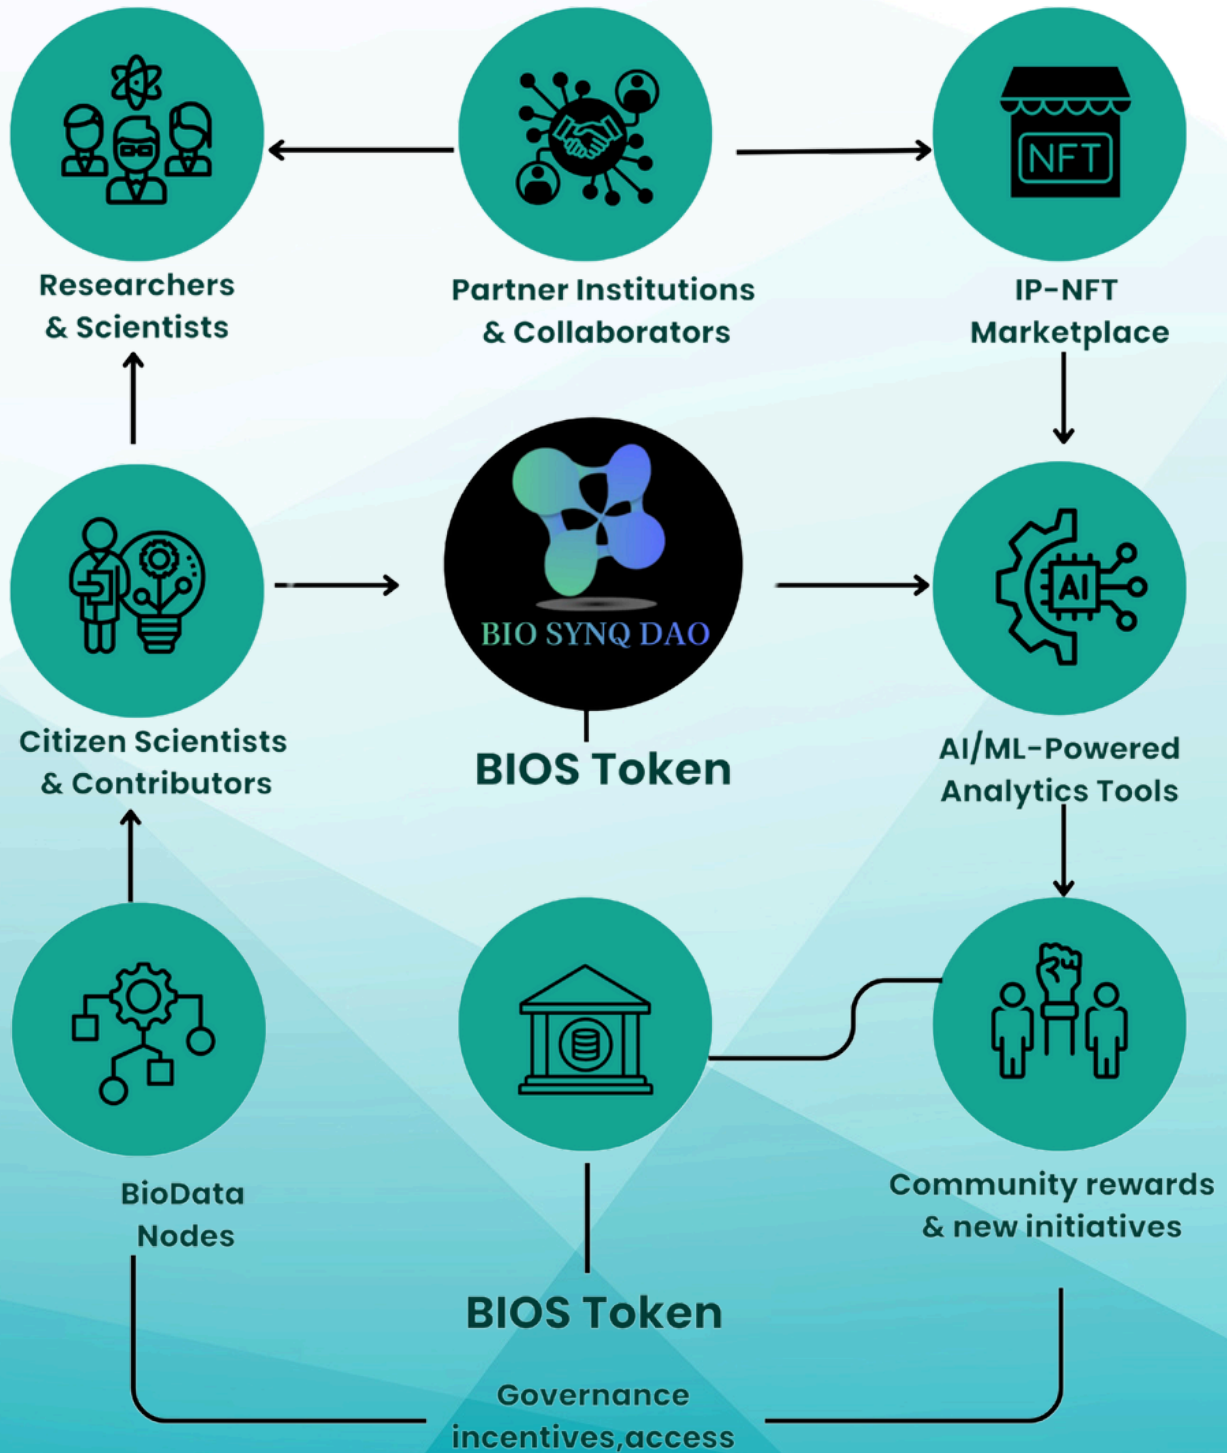 NFT
Researchers
& Scientists
Partner Institutions
& Collaborators
IP-NFT
Marketplace
BIO SYNQ DAO
AI
Citizen Scientists
& Contributors
BIOS Token
AI/ML-Powered
Analytics Tools
BioData
Nodes
Community rewards
& new initiatives
BIOS Token
Governance
incentives,access